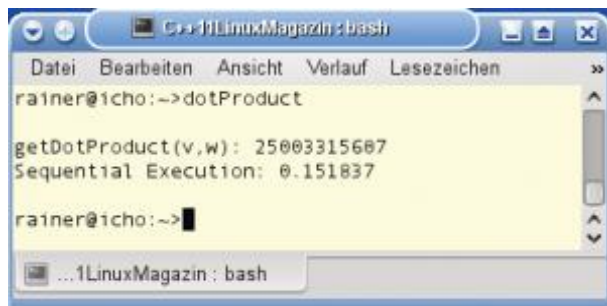 C++11LinuxMagazin : bash
Datei Bearbeiten Ansicht Verlauf Lesezeichen »
rainer@icho:~>dotProduct
getDotProduct(v,w): 25003315607
Sequential Execution: 0.151837
rainer@icho:~>
...1LinuxMagazin : bash